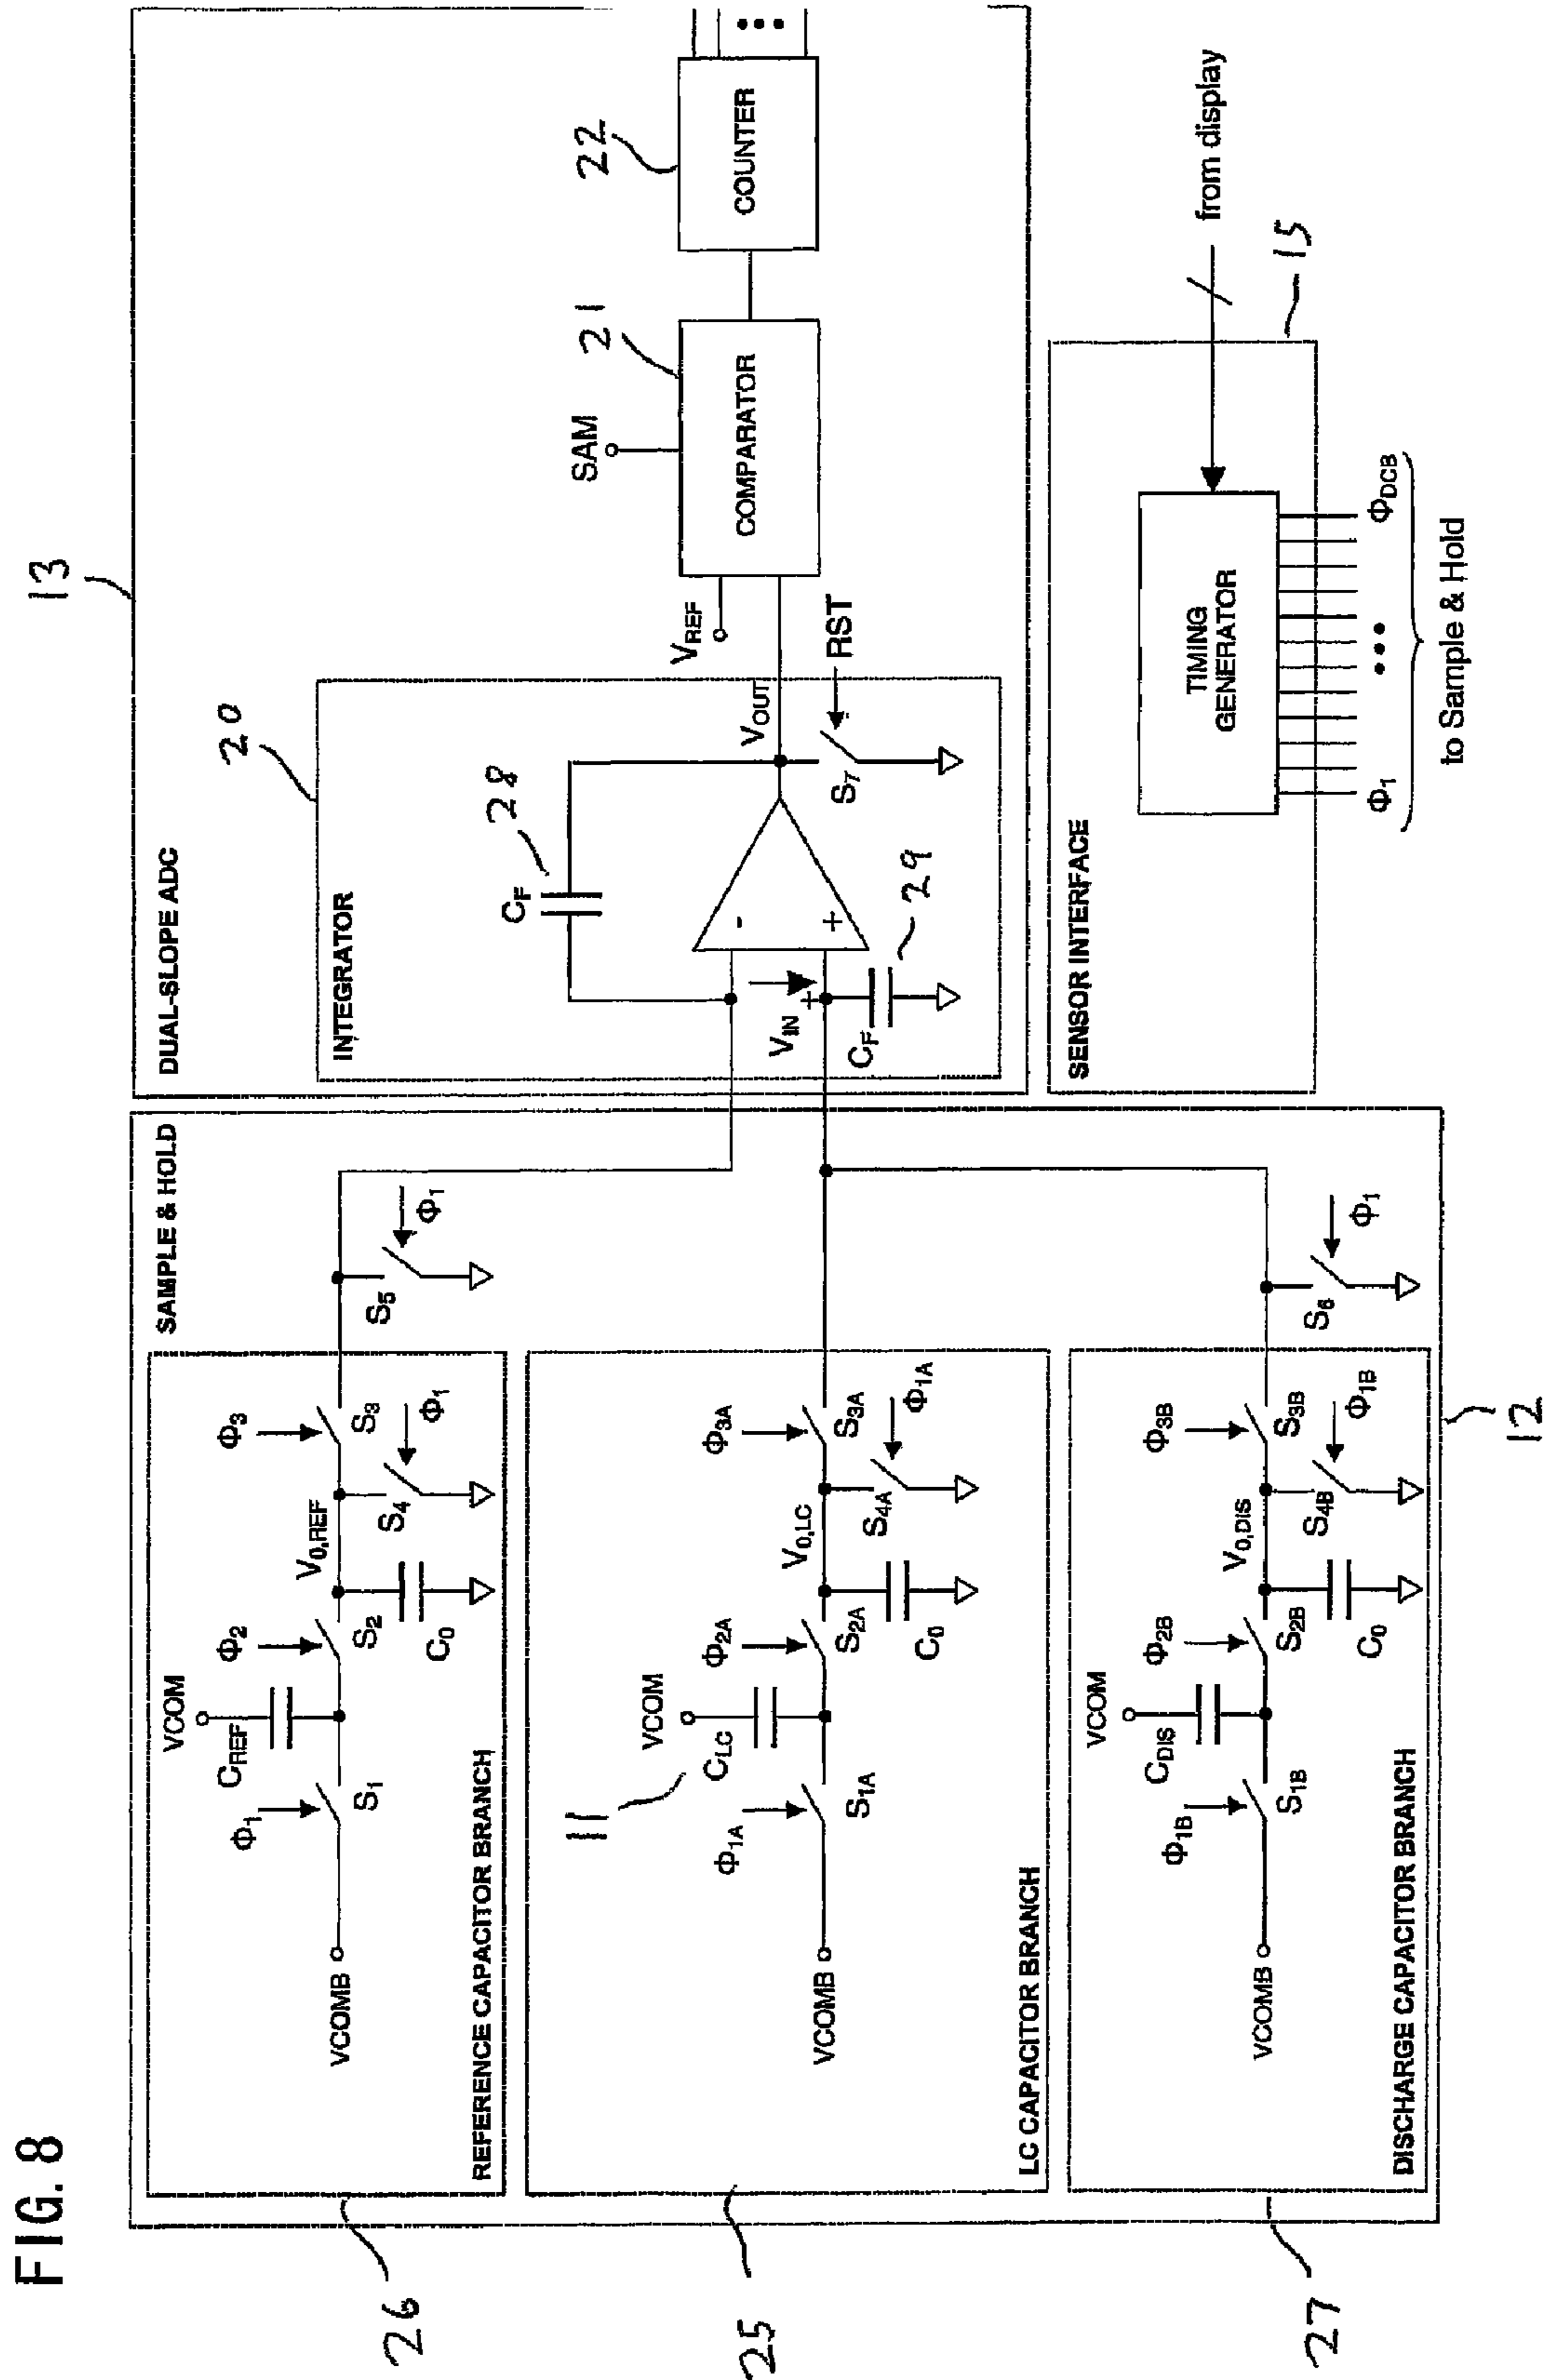 FIG. 8
13
DUAL-SLOPE ADC
20
INTEGRATOR
C_F
28
V_IN
-
+
+
C_F
29
V_OUT
S_7
RST
V_REF
SAM
21
COMPARATOR
22
COUNTER
•••
SAMPLE & HOLD
26
REFERENCE CAPACITOR BRANCH
VCOMB
Φ_1
S_1
VCOM
C_REF
Φ_2
S_2
C_0
V_0,REF
Φ_3
S_3
S_4
Φ_1
S_5
Φ_1
25
LC CAPACITOR BRANCH
VCOMB
Φ_1A
S_1A
11
VCOM
C_LC
Φ_2A
S_2A
C_0
V_0,LC
Φ_3A
S_3A
S_4A
Φ_1A
27
DISCHARGE CAPACITOR BRANCH
VCOMB
Φ_1B
S_1B
VCOM
C_DIS
Φ_2B
S_2B
C_0
V_0,DIS
Φ_3B
S_3B
S_4B
Φ_1B
S_6
Φ_1
12
SENSOR INTERFACE
TIMING
GENERATOR
from display
15
Φ_1
•••
Φ_DCB
to Sample & Hold